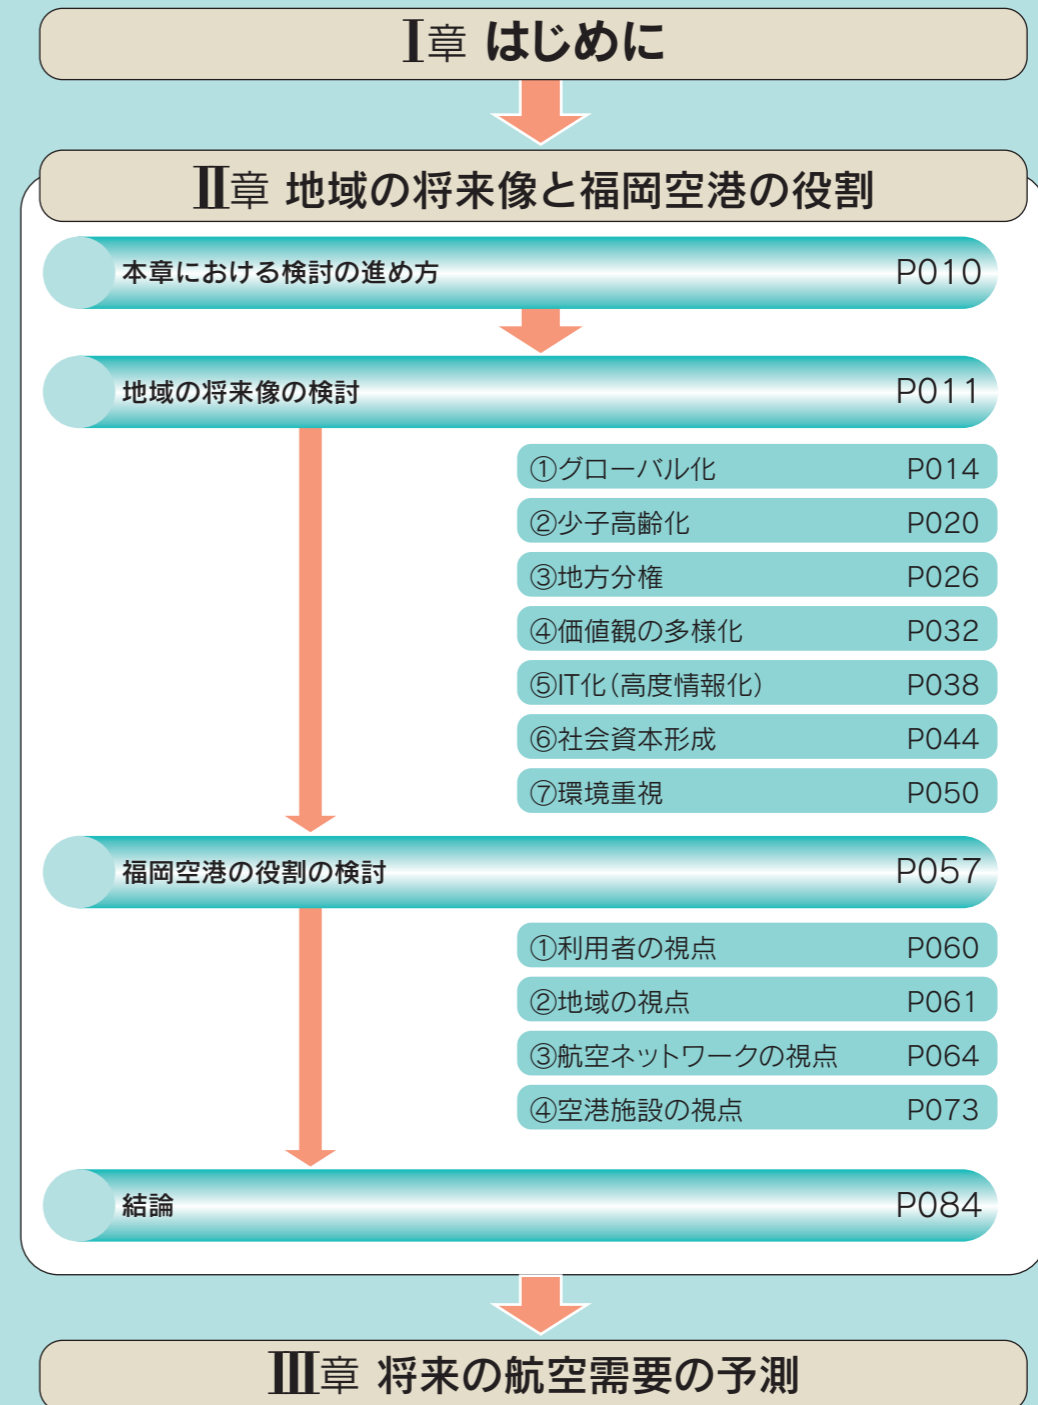 Ⅰ章 はじめに
Ⅱ章 地域の将来像と福岡空港の役割
本章における検討の進め方 P010
地域の将来像の検討 P011
①グローバル化 P014
②少子高齢化 P020
③地方分権 P026
④価値観の多様化 P032
⑤IT化（高度情報化） P038
⑥社会資本形成 P044
⑦環境重視 P050
福岡空港の役割の検討 P057
①利用者の視点 P060
②地域の視点 P061
③航空ネットワークの視点 P064
④空港施設の視点 P073
結論 P084
Ⅲ章 将来の航空需要の予測